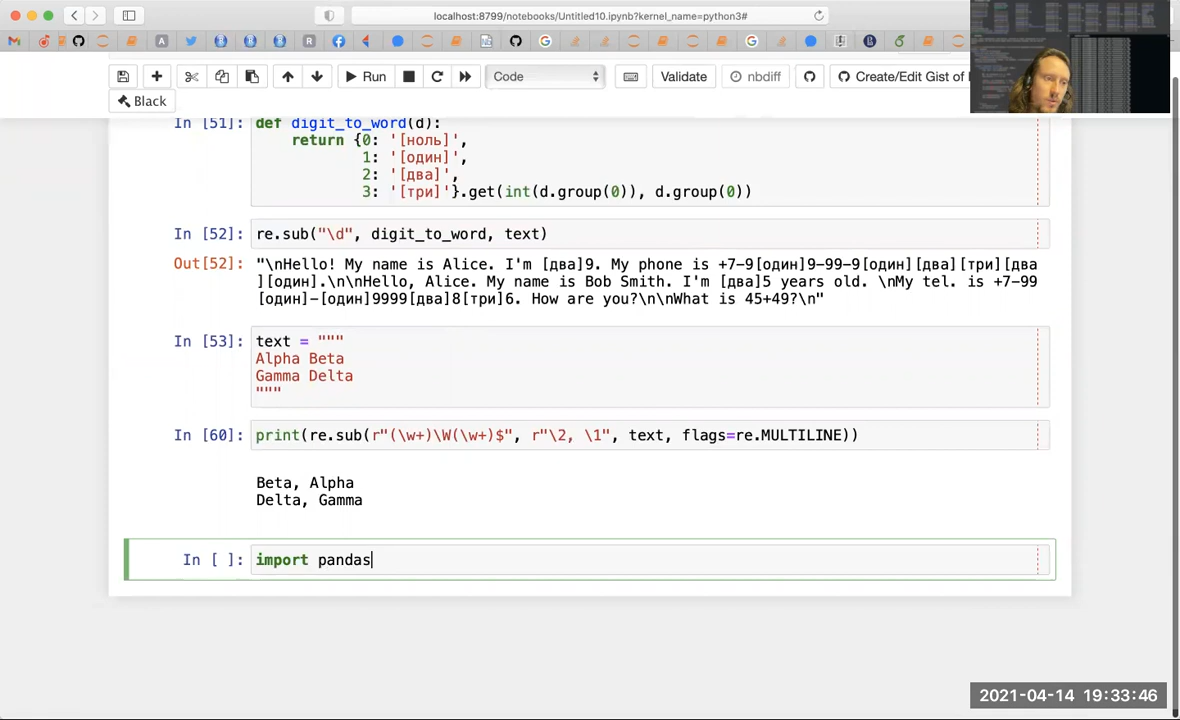 localhost:8799/notebooks/Untitled10.ipynb?kernel_name=python3#
Run
Code
Validate
nbdiff
Create/Edit Gist of
Black
In [51]: def digit_to_word(d):
return {0: '[ноль]',
1: '[один]',
2: '[два]',
3: '[три]'}.get(int(d.group(0)), d.group(0))
In [52]: re.sub("\d", digit_to_word, text)
Out[52]: "\nHello! My name is Alice. I'm [два]9. My phone is +7-9[один]9-99-9[один][два][три][два
][один].\n\nHello, Alice. My name is Bob Smith. I'm [два]5 years old. \nMy tel. is +7-99
[один]-[один]9999[два]8[три]6. How are you?\n\nWhat is 45+49?\n"
In [53]: text = """
Alpha Beta
Gamma Delta
"""
In [60]: print(re.sub(r"(\w+)\W(\w+)$", r"\2, \1", text, flags=re.MULTILINE))
Beta, Alpha
Delta, Gamma
In [ ]: import pandas
2021-04-14 19:33:46